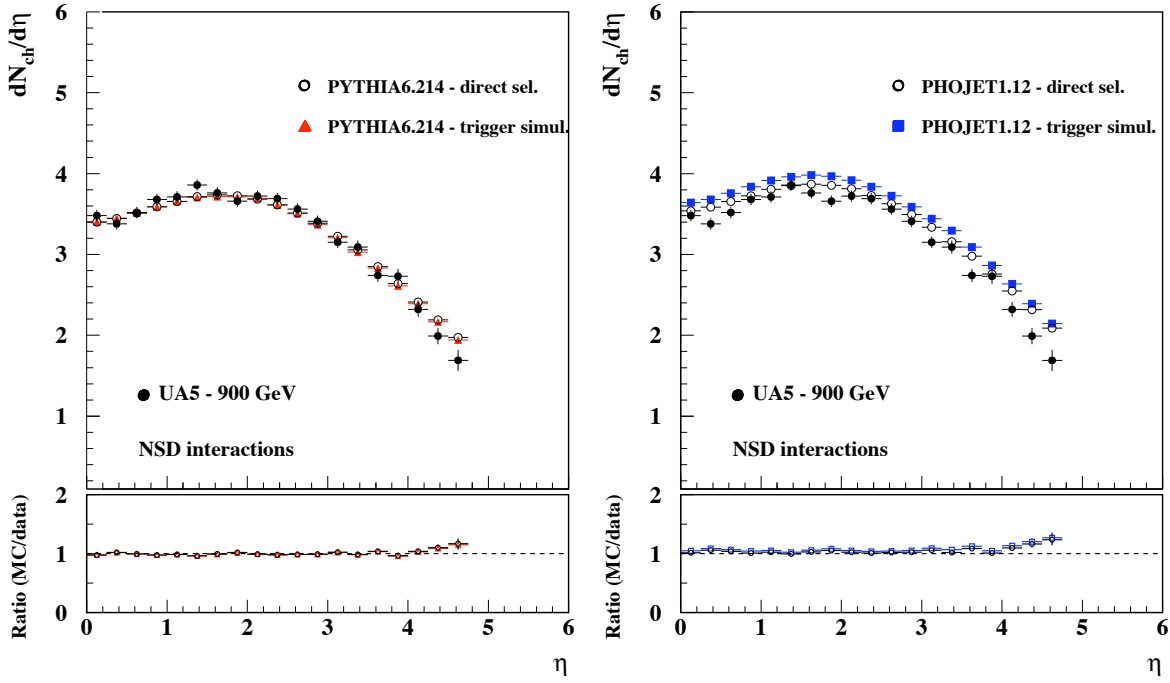 dN_ch/dη
6
5
4
3
2
1
PYTHIA6.214 - direct sel.
PYTHIA6.214 - trigger simul.
UA5 - 900 GeV
NSD interactions
Ratio (MC/data)
2
1
0
0 1 2 3 4 5 6
η
dN_ch/dη
6
5
4
3
2
1
PHOJET1.12 - direct sel.
PHOJET1.12 - trigger simul.
UA5 - 900 GeV
NSD interactions
Ratio (MC/data)
2
1
0
0 1 2 3 4 5 6
η